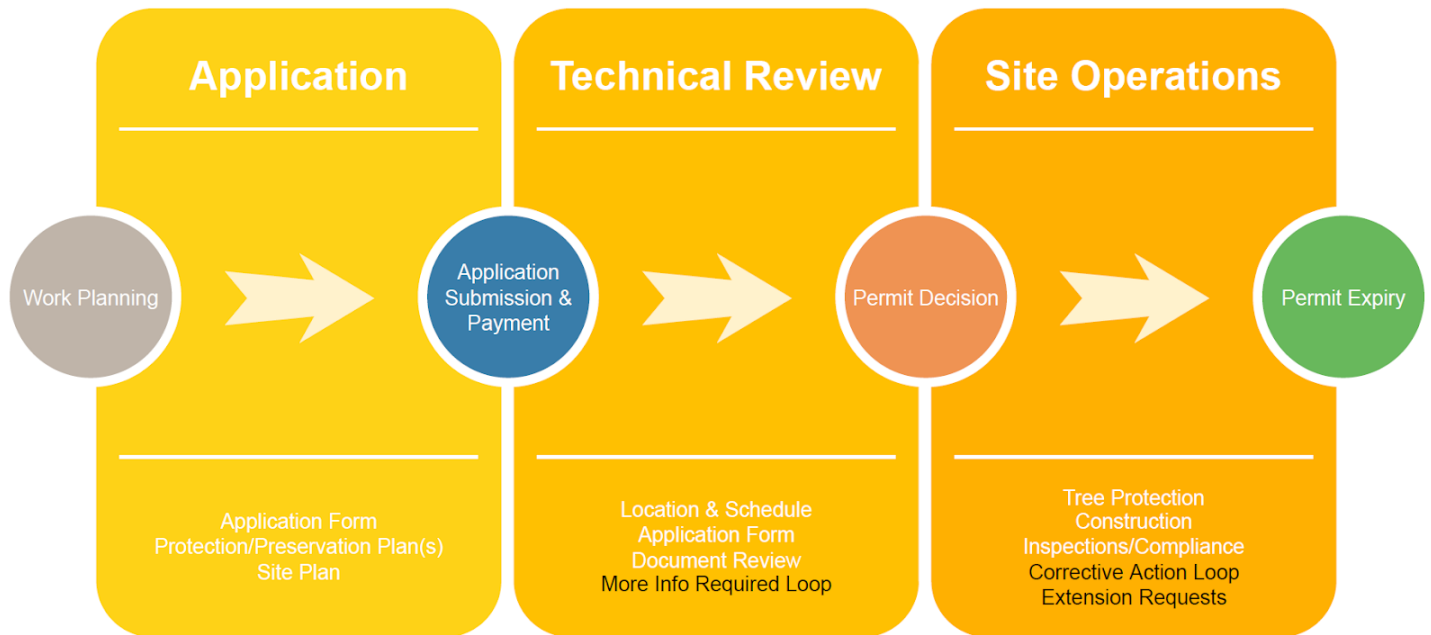 Application
Technical Review
Site Operations
Work Planning
Application
Submission &
Payment
Permit Decision
Permit Expiry
Application Form
Protection/Preservation Plan(s)
Site Plan
Location & Schedule
Application Form
Document Review
More Info Required Loop
Tree Protection
Construction
Inspections/Compliance
Corrective Action Loop
Extension Requests